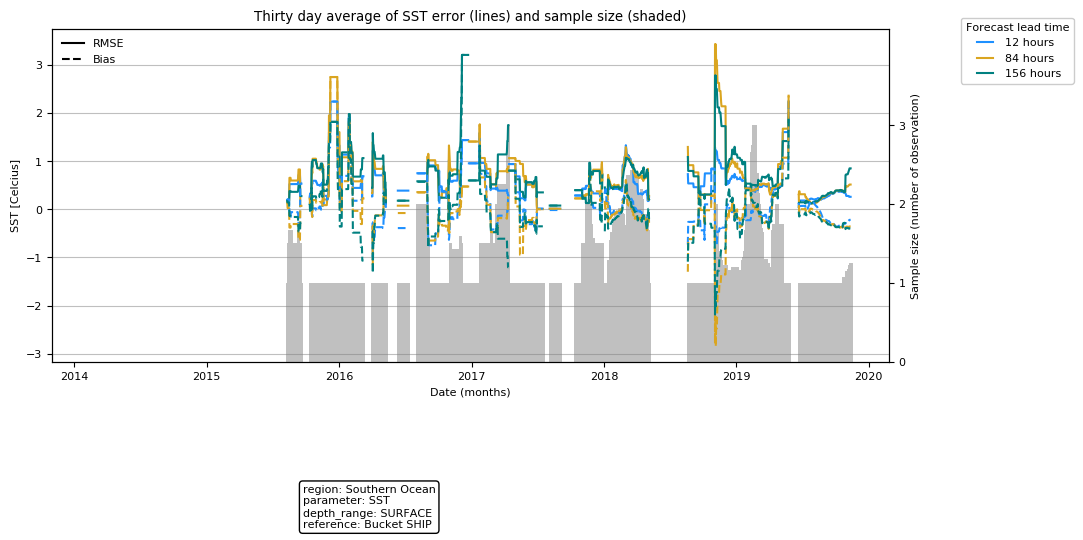 Thirty day average of SST error (lines) and sample size (shaded)
RMSE
Bias
Forecast lead time
12 hours
84 hours
156 hours
SST [Celcius]
3
2
1
0
−1
−2
−3
3
2
1
0
Sample size (number of observation)
2014
2015
2016
2017
2018
2019
2020
Date (months)
region: Southern Ocean
parameter: SST
depth_range: SURFACE
reference: Bucket SHIP